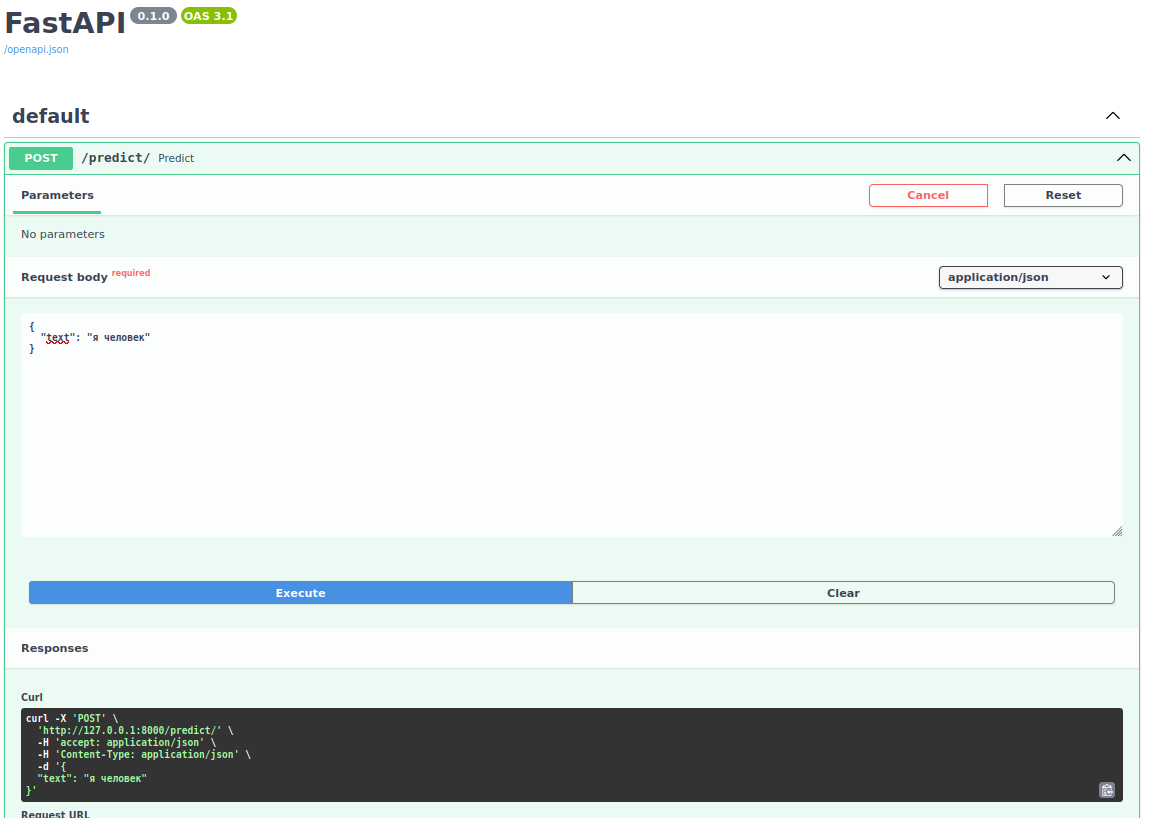 FastAPI 0.1.0 OAS 3.1
/openapi.json
default
POST /predict/ Predict
Parameters Cancel Reset
No parameters
Request body required application/json
{
"text": "я человек"
}
Execute Clear
Responses
Curl
curl -X 'POST' \
'http://127.0.0.1:8000/predict/' \
-H 'accept: application/json' \
-H 'Content-Type: application/json' \
-d '{
"text": "я человек"
}'
Request URL